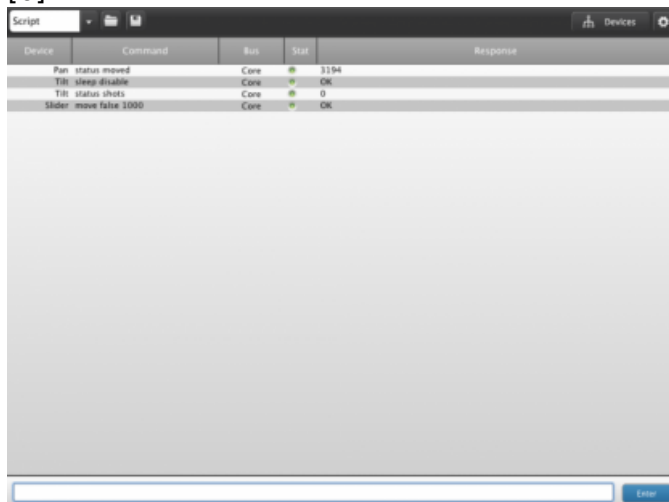 Script Devices
Device Command Bus Stat Response
Pan status moved Core 3194
Tilt sleep disable Core OK
Tilt status shots Core 0
Slider move false 1000 Core OK
Enter